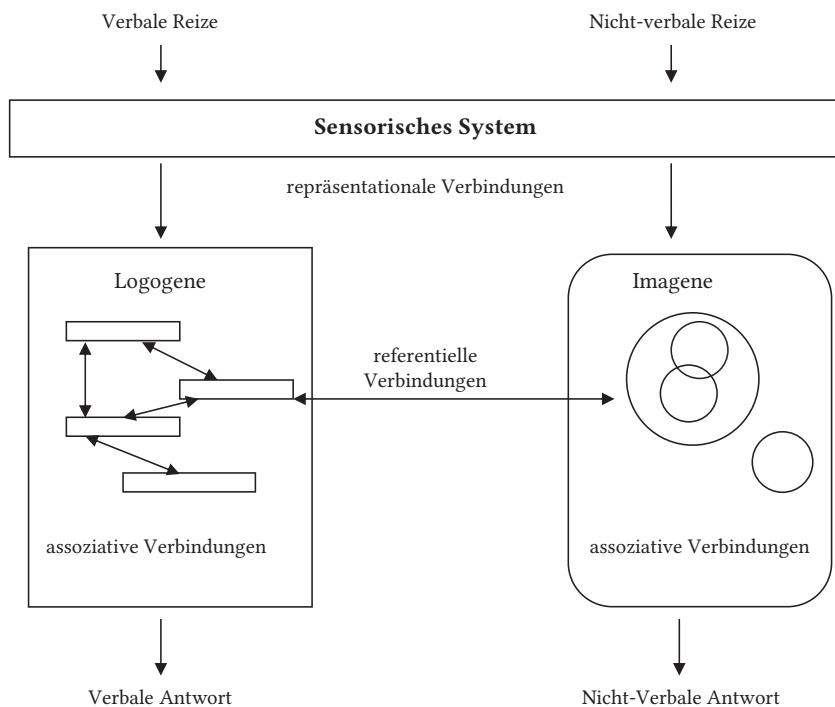 Verbale Reize
Nicht-verbale Reize
Sensorisches System
repräsentationale Verbindungen
Logogene
Imagene
referentielle
Verbindungen
assoziative Verbindungen
assoziative Verbindungen
Verbale Antwort
Nicht-Verbale Antwort